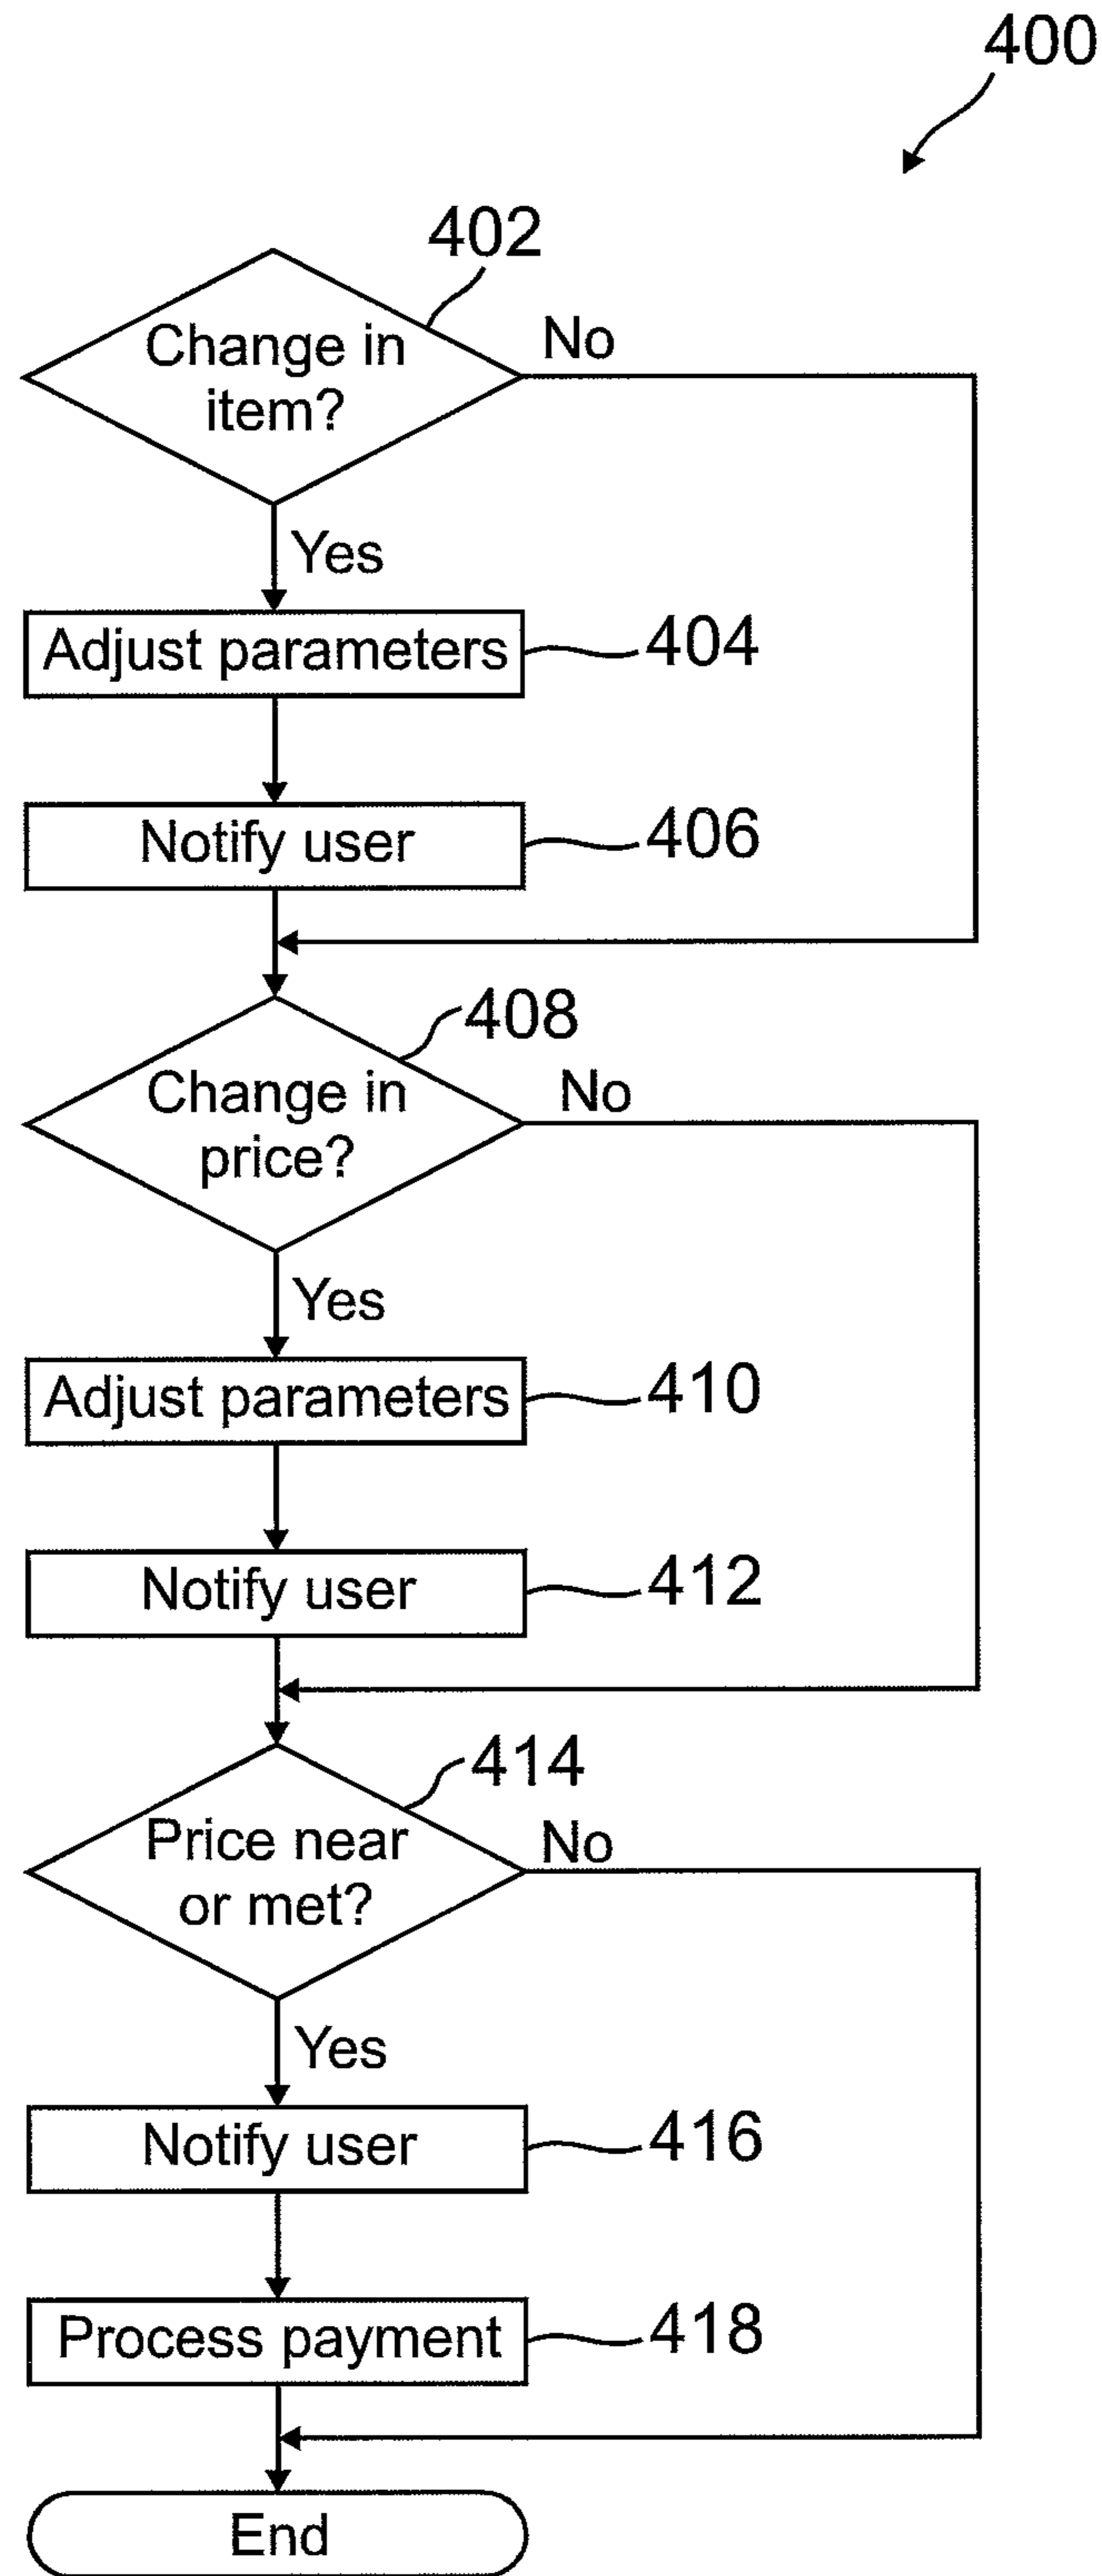 400
402
Change in
item?
No
Yes
Adjust parameters
404
Notify user
406
408
Change in
price?
No
Yes
Adjust parameters
410
Notify user
412
414
Price near
or met?
No
Yes
Notify user
416
Process payment
418
End